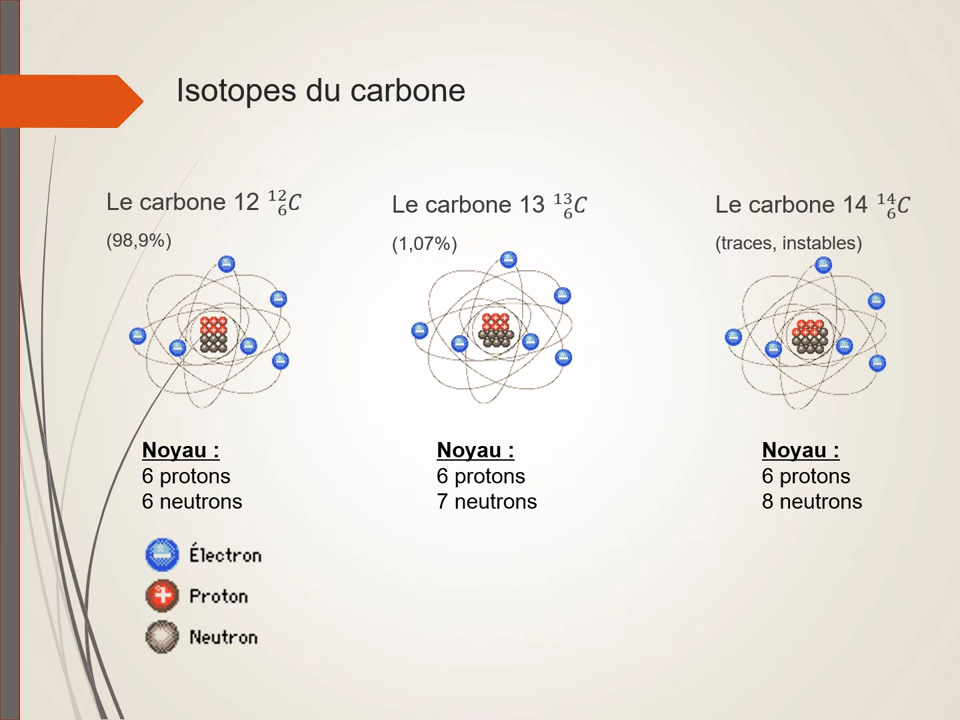 Isotopes du carbone
Le carbone 12 ¹²₆C
(98,9%)
Le carbone 13 ¹³₆C
(1,07%)
Le carbone 14 ¹⁴₆C
(traces, instables)
Noyau :
6 protons
6 neutrons
Noyau :
6 protons
7 neutrons
Noyau :
6 protons
8 neutrons
Électron
Proton
Neutron